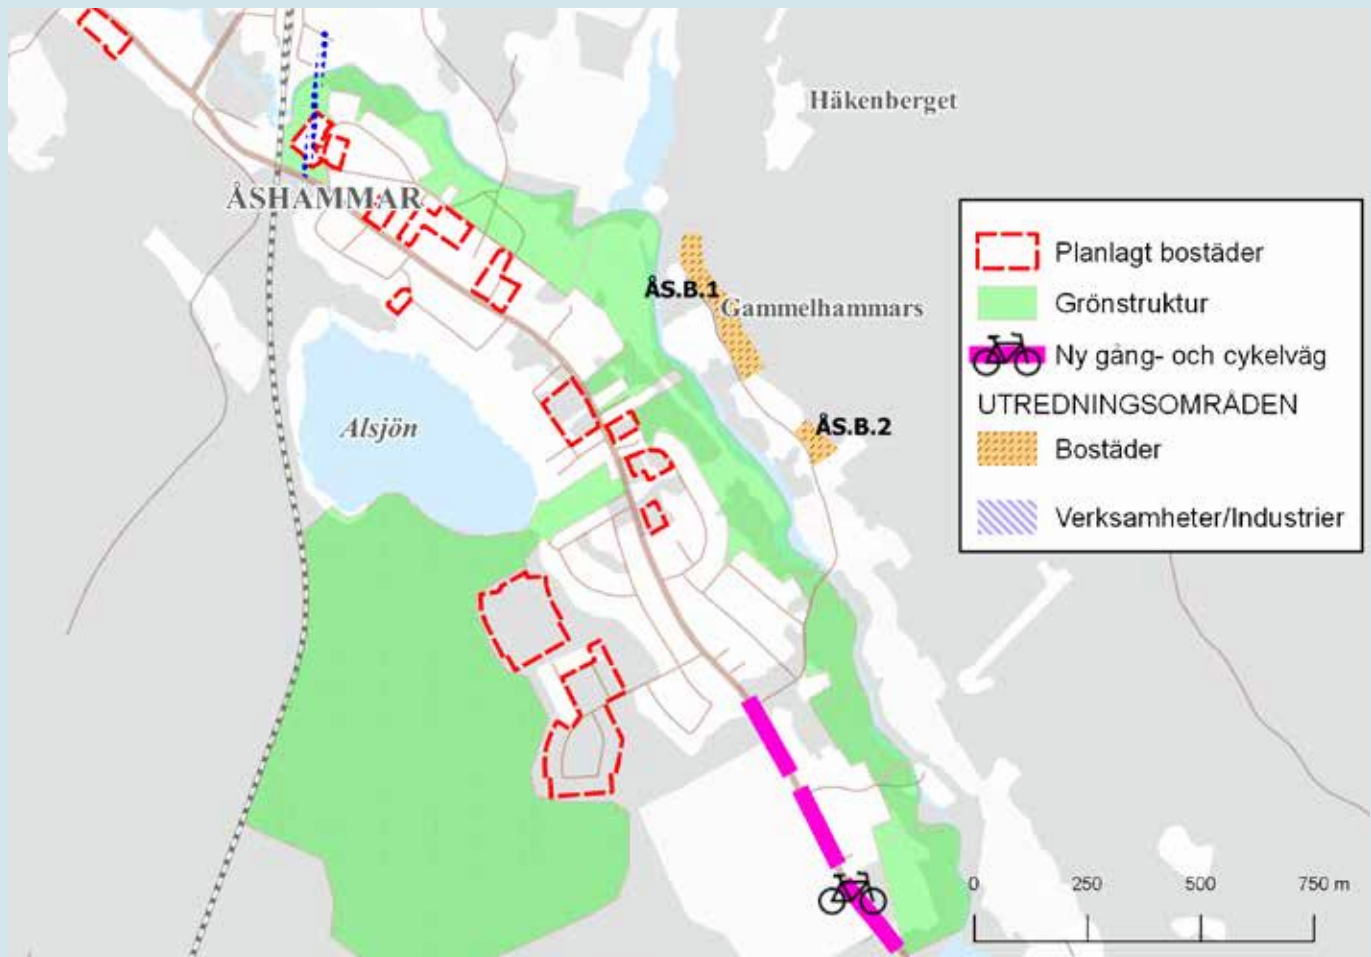 Häkenberget
ÅSHAMMAR
ÅS.B.1
Gammelhammars
Alsjön
ÅS.B.2
Planlagt bostäder
Grönstruktur
Ny gång- och cykelväg
UTREDNINGSOMRÅDEN
Bostäder
Verksamheter/Industrier
0 250 500 750 m